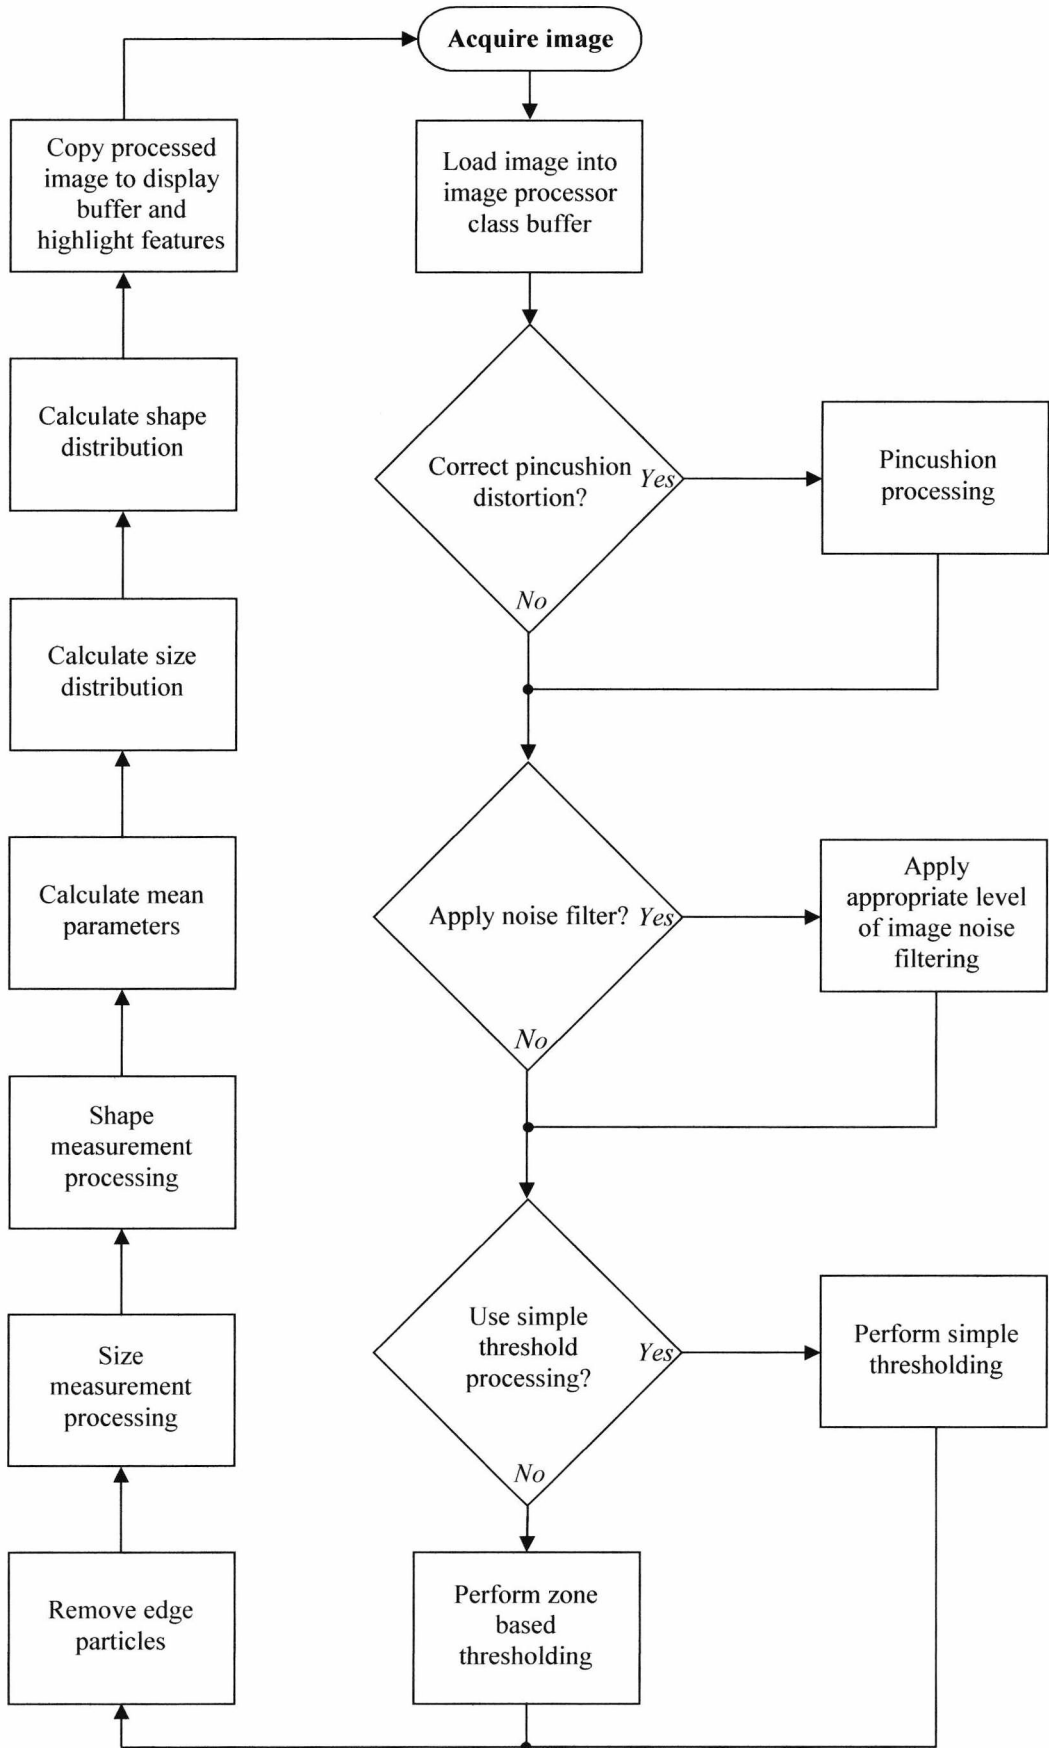 Acquire image
Load image into
image processor
class buffer
Correct pincushion
distortion?
Yes
No
Pincushion
processing
Apply noise filter?
Yes
No
Apply
appropriate level
of image noise
filtering
Use simple
threshold
processing?
Yes
No
Perform simple
thresholding
Perform zone
based
thresholding
Remove edge
particles
Size
measurement
processing
Shape
measurement
processing
Calculate mean
parameters
Calculate size
distribution
Calculate shape
distribution
Copy processed
image to display
buffer and
highlight features